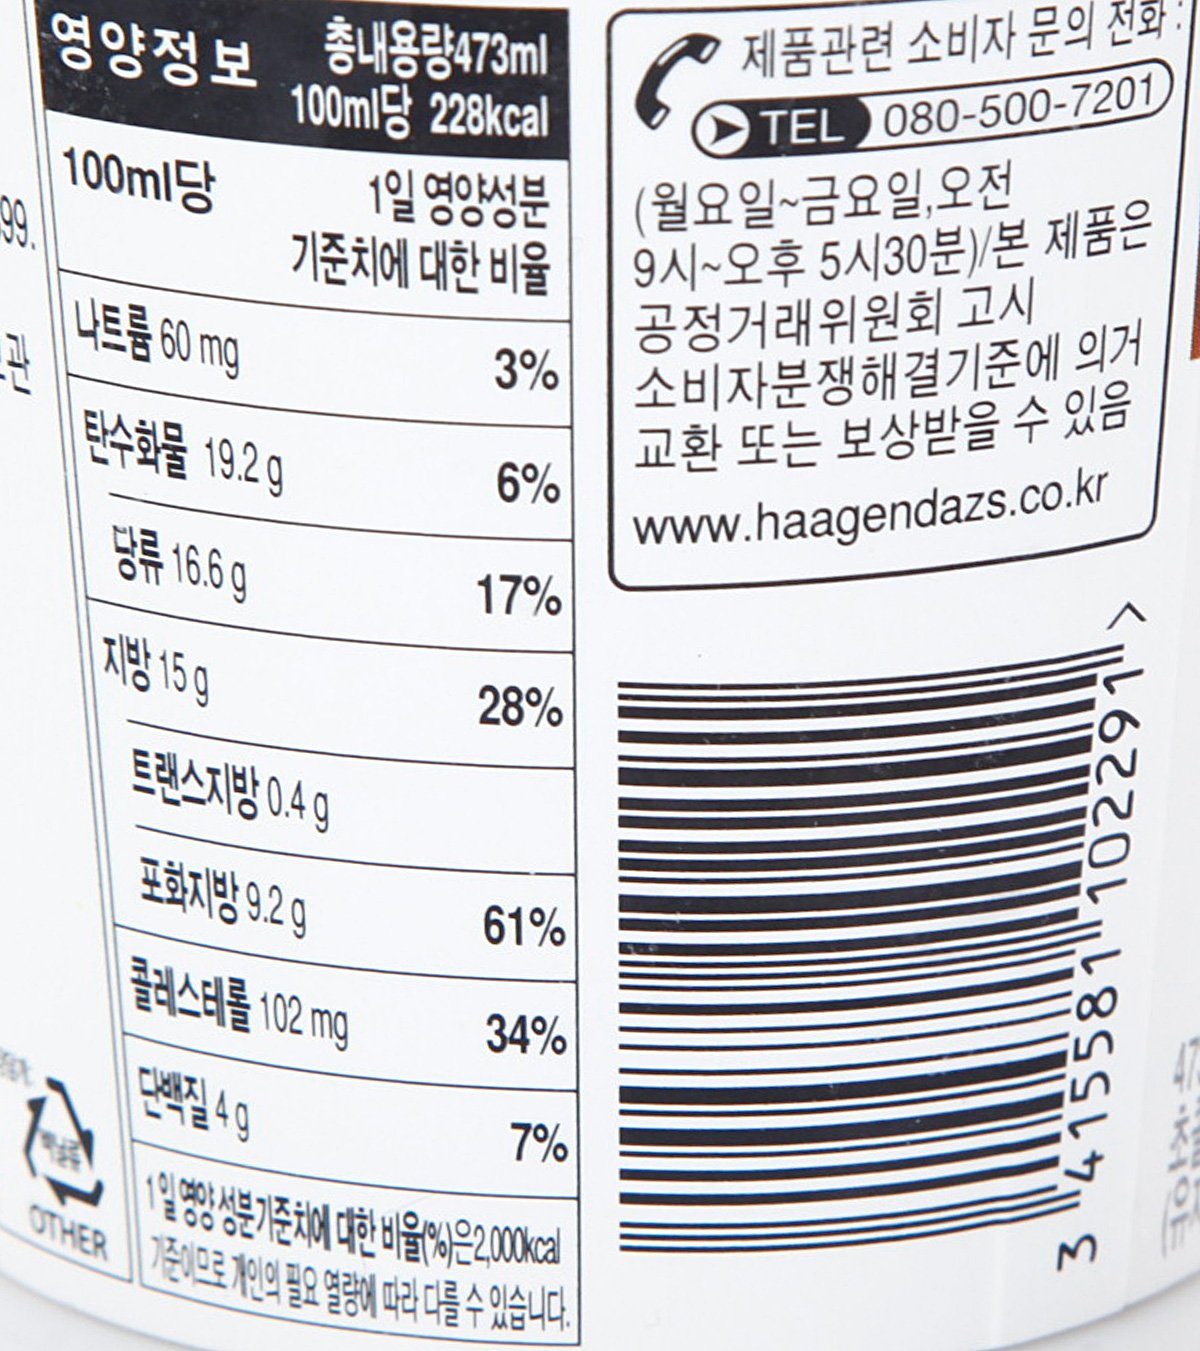 영양정보
총내용량473ml
100ml당 228kcal
100ml당
1일 영양성분
기준치에 대한 비율
나트륨 60 mg 3%
탄수화물 19.2 g 6%
당류 16.6 g 17%
지방 15 g 28%
트랜스지방 0.4 g
포화지방 9.2 g 61%
콜레스테롤 102 mg 34%
단백질 4 g 7%
1일 영양성분기준치에 대한 비율(%)은2,000kcal
기준이므로 개인의 필요 열량에 따라 다를 수 있습니다.
제품관련 소비자 문의 전화 :
TEL 080-500-7201
(월요일~금요일,오전
9시~오후 5시30분)/본 제품은
공정거래위원회 고시
소비자분쟁해결기준에 의거
교환 또는 보상받을 수 있음
www.haagendazs.co.kr
3 415581 102291 >
99.
관
OTHER